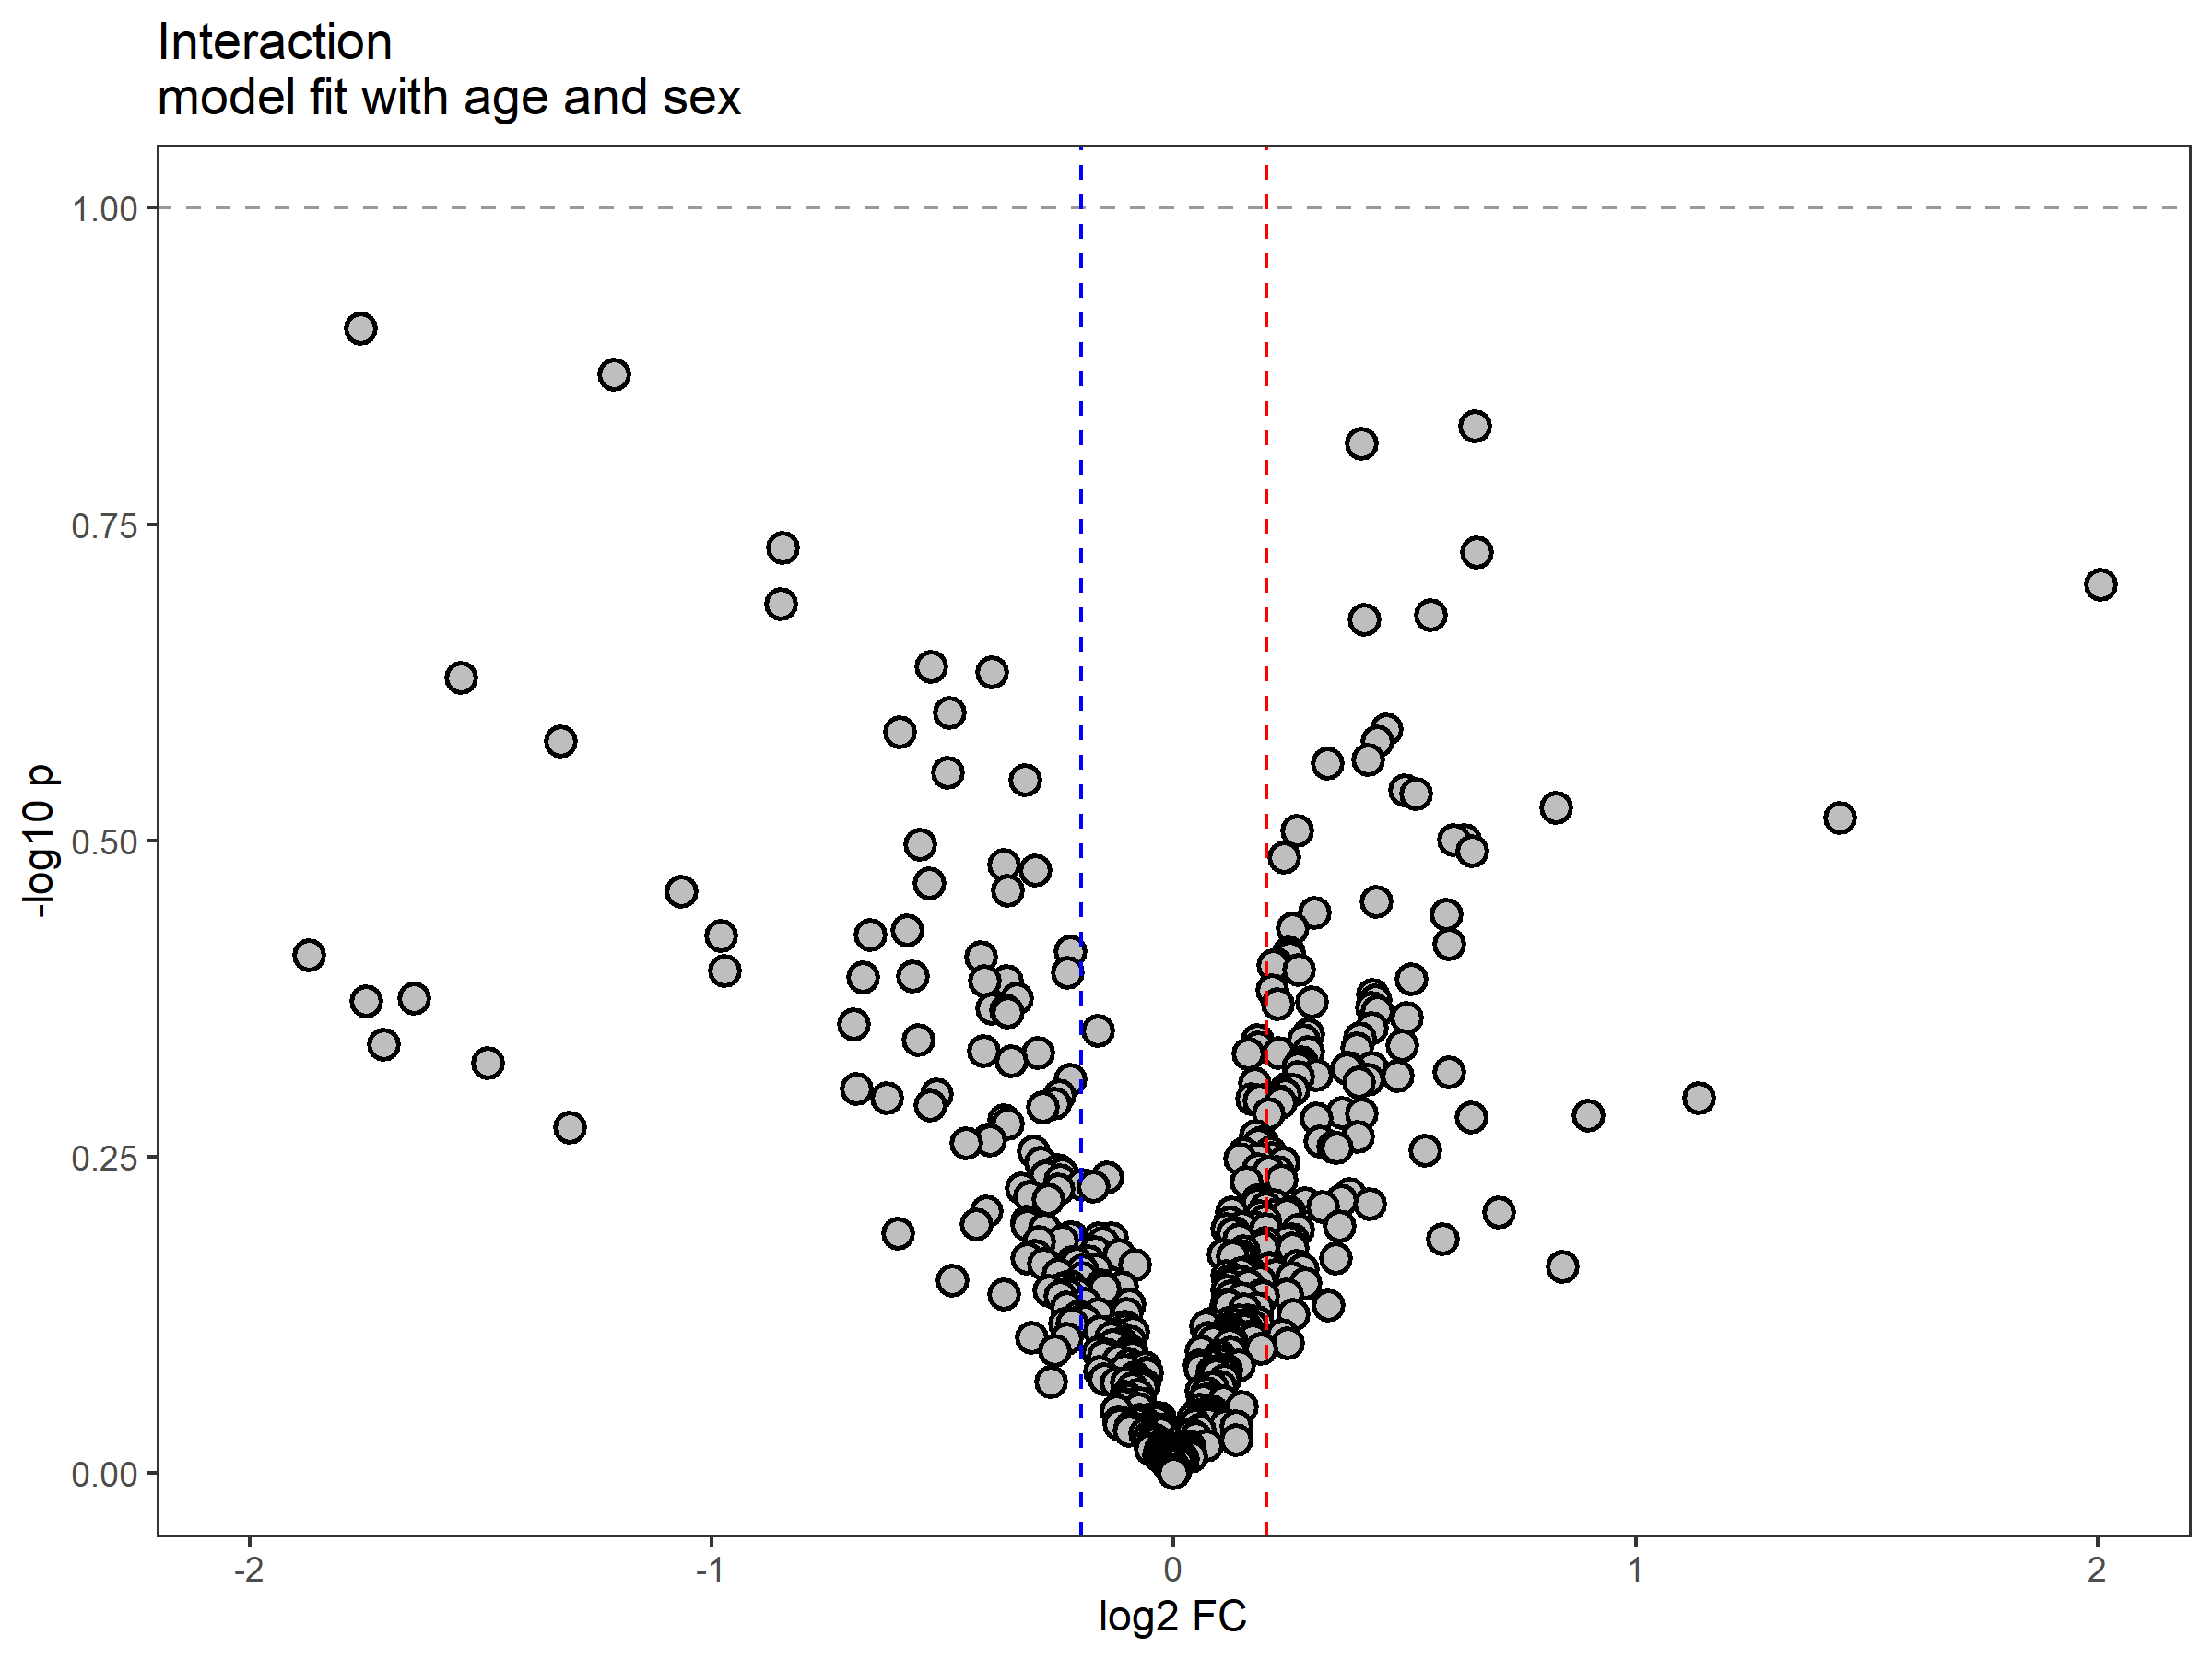 Interaction
model fit with age and sex
1.00
0.75
0.50
0.25
0.00
-log10 p
-2
-1
0
1
2
log2 FC